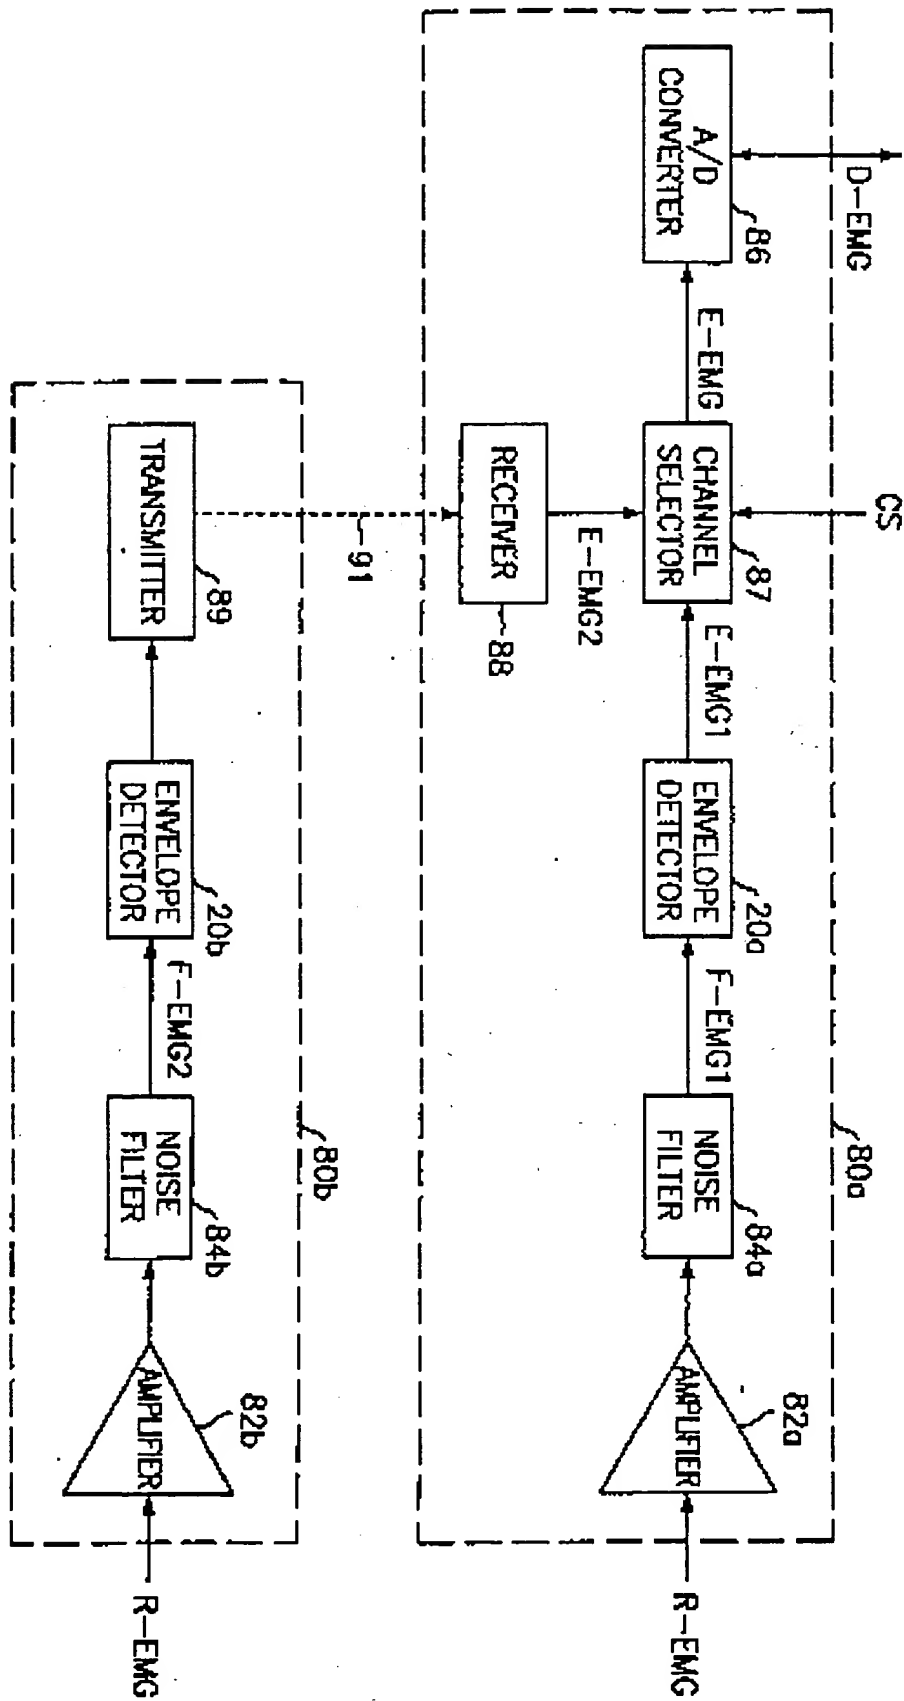 D-EMG
CS
A/D
CONVERTER
86
E-EMG
CHANNEL
SELECTOR
87
E-EMG1
ENVELOPE
DETECTOR
20a
F-EMG1
NOISE
FILTER
84a
80a
AMPLIFIER
82a
R-EMG
RECEIVER
88
E-EMG2
91
TRANSMITTER
89
ENVELOPE
DETECTOR
20b
F-EMG2
NOISE
FILTER
84b
80b
AMPLIFIER
82b
R-EMG